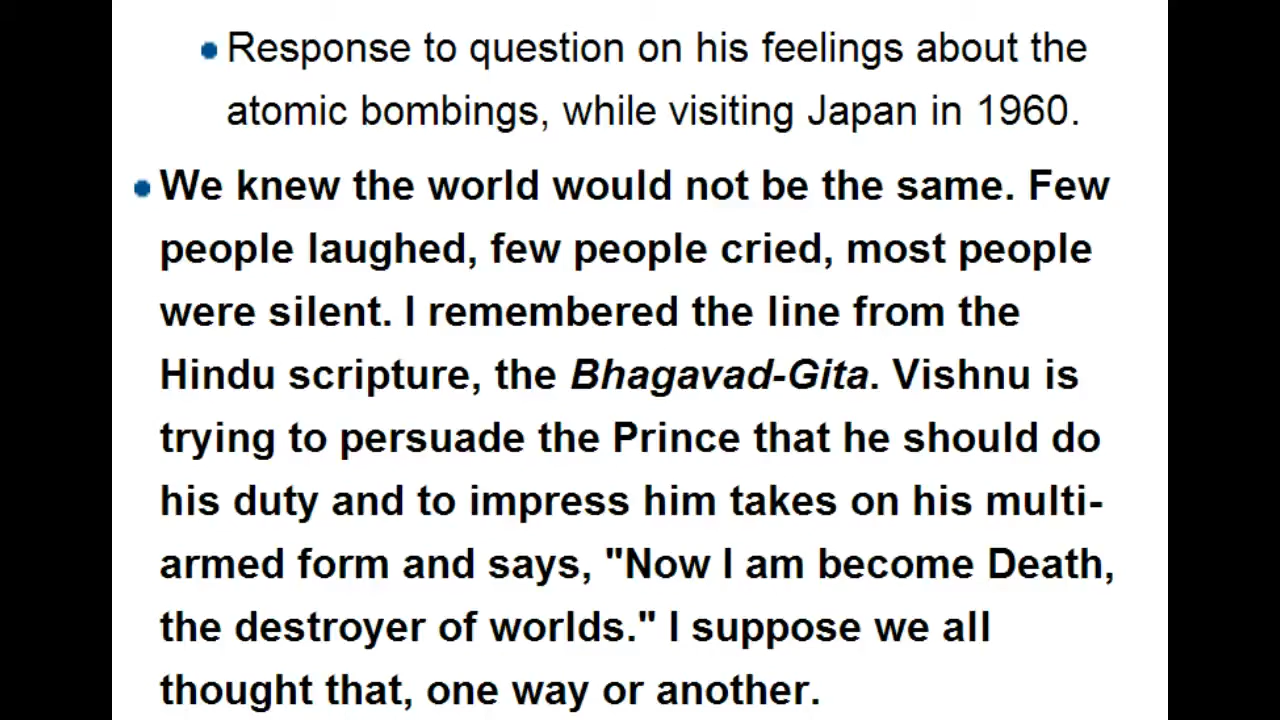 Response to question on his feelings about the
atomic bombings, while visiting Japan in 1960.
We knew the world would not be the same. Few
people laughed, few people cried, most people
were silent. I remembered the line from the
Hindu scripture, the Bhagavad-Gita. Vishnu is
trying to persuade the Prince that he should do
his duty and to impress him takes on his multi-
armed form and says, "Now I am become Death,
the destroyer of worlds." I suppose we all
thought that, one way or another.